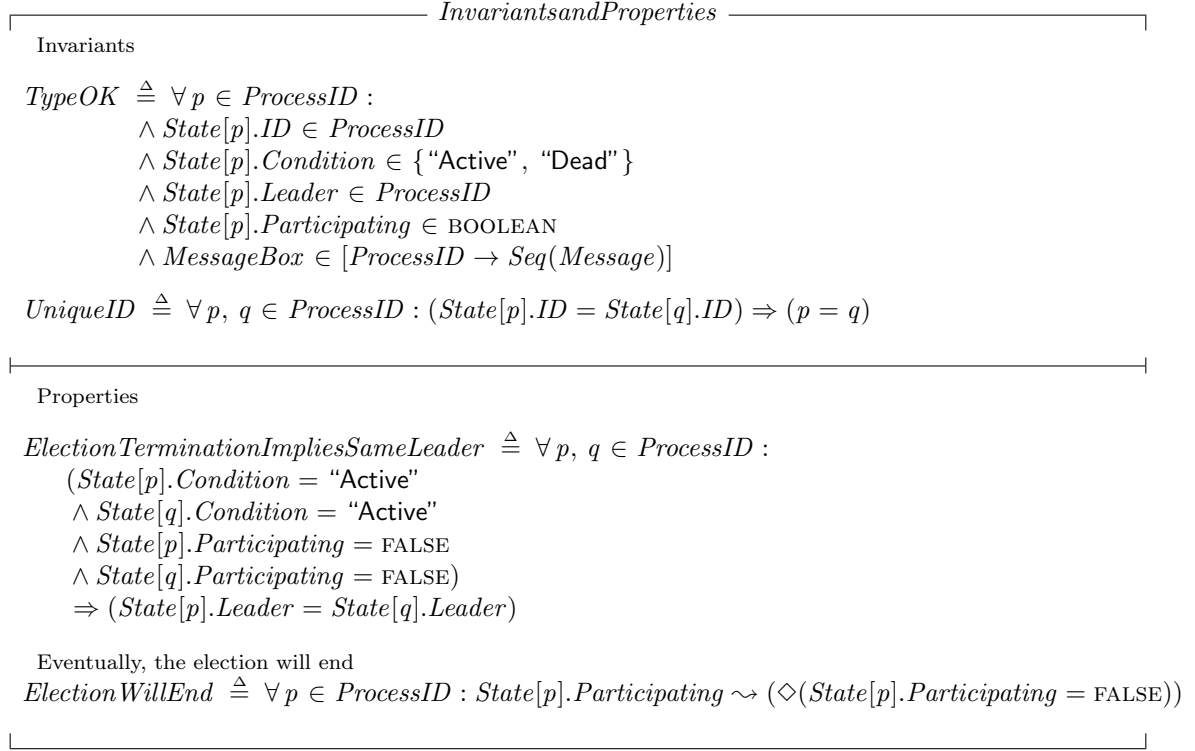 InvariantsandProperties
Invariants
TypeOK ≜ ∀ p ∈ ProcessID :
∧ State[p].ID ∈ ProcessID
∧ State[p].Condition ∈ {“Active”, “Dead”}
∧ State[p].Leader ∈ ProcessID
∧ State[p].Participating ∈ BOOLEAN
∧ MessageBox ∈ [ProcessID → Seq(Message)]
UniqueID ≜ ∀ p, q ∈ ProcessID : (State[p].ID = State[q].ID) ⇒ (p = q)
Properties
ElectionTerminationImpliesSameLeader ≜ ∀ p, q ∈ ProcessID :
(State[p].Condition = “Active”
∧ State[q].Condition = “Active”
∧ State[p].Participating = FALSE
∧ State[q].Participating = FALSE)
⇒ (State[p].Leader = State[q].Leader)
Eventually, the election will end
ElectionWillEnd ≜ ∀ p ∈ ProcessID : State[p].Participating ⇝ (◇(State[p].Participating = FALSE))